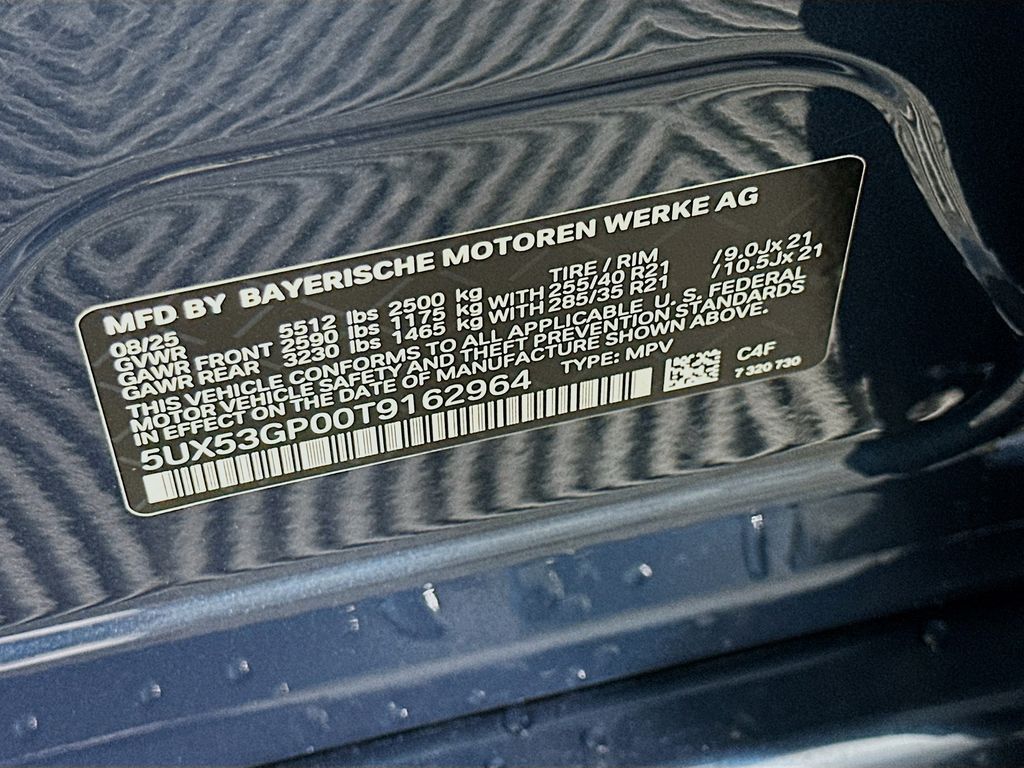 MFD BY BAYERISCHE MOTOREN WERKE AG
08/25 TIRE / RIM
GVWR 5512 lbs 2500 kg
GAWR FRONT 2590 lbs 1175 kg WITH 255/40 R21 /9.0Jx 21
GAWR REAR 3230 lbs 1465 kg WITH 285/35 R21 /10.5Jx 21
THIS VEHICLE CONFORMS TO ALL APPLICABLE U. S. FEDERAL
MOTOR VEHICLE SAFETY AND THEFT PREVENTION STANDARDS
IN EFFECT ON THE DATE OF MANUFACTURE SHOWN ABOVE.
5UX53GP00T9162964 TYPE: MPV
C4F
7 320 730